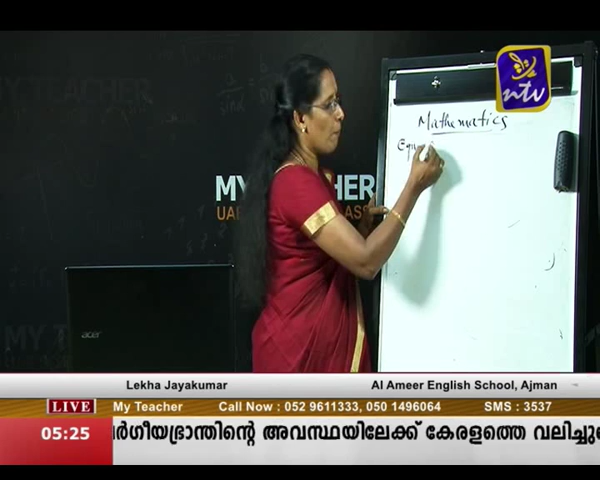 ntv
Mathematics
MY TEACHER
acer
Lekha Jayakumar
Al Ameer English School, Ajman
LIVE
My Teacher
Call Now : 052 9611333, 050 1496064
SMS : 3537
05:25
ർഗീയഭ്രാന്തിന്റെ അവസ്ഥയിലേക്ക് കേരളത്തെ വലിച്ചു